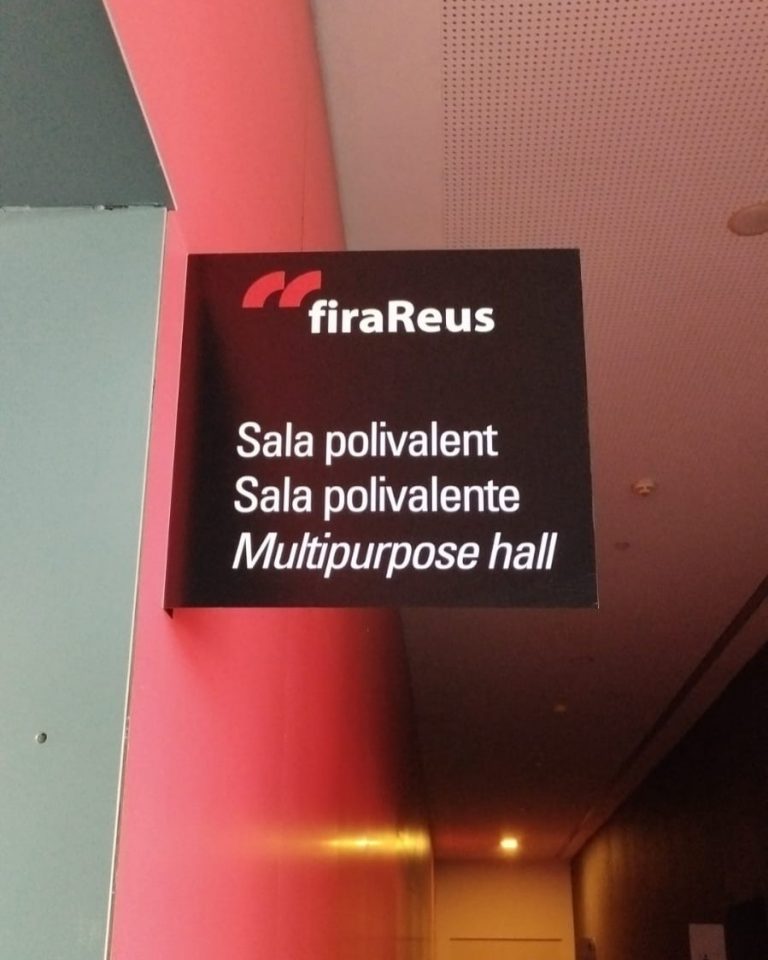 firaReus
Sala polivalent
Sala polivalente
Multipurpose hall